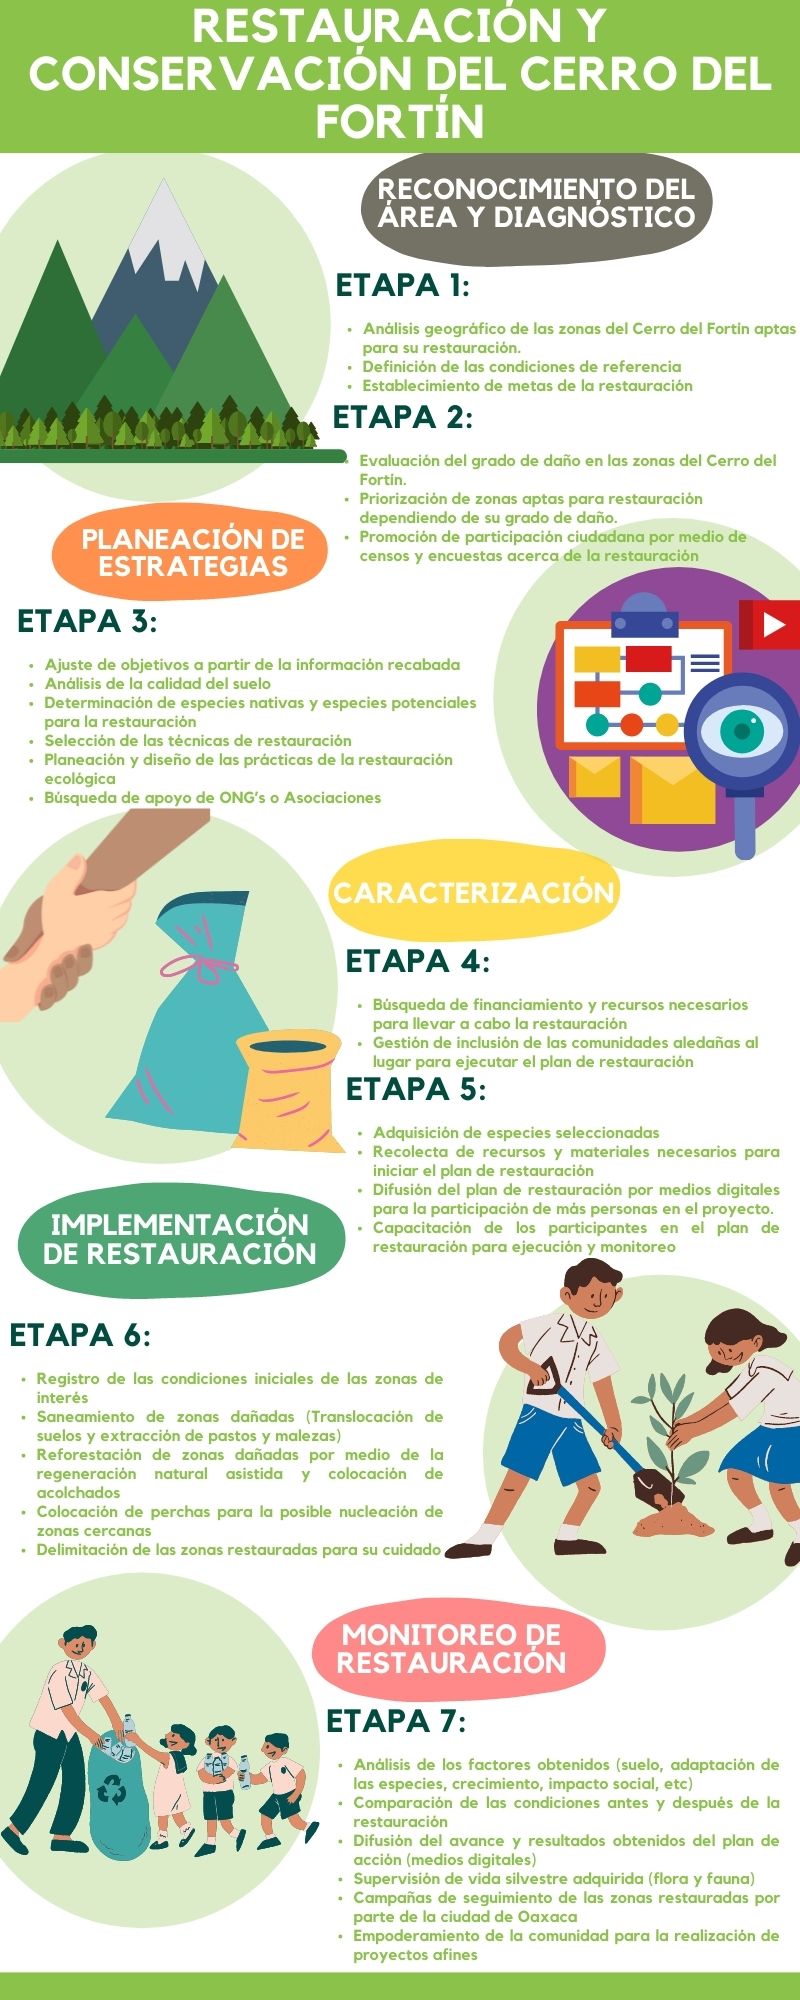 RESTAURACIÓN Y
CONSERVACIÓN DEL CERRO DEL
FORTÍN
RECONOCIMIENTO DEL
ÁREA Y DIAGNÓSTICO
ETAPA 1:
• Análisis geográfico de las zonas del Cerro del Fortín aptas
para su restauración.
• Definición de las condiciones de referencia
• Establecimiento de metas de la restauración
ETAPA 2:
• Evaluación del grado de daño en las zonas del Cerro del
Fortín.
• Priorización de zonas aptas para restauración
dependiendo de su grado de daño.
• Promoción de participación ciudadana por medio de
censos y encuestas acerca de la restauración
PLANEACIÓN DE
ESTRATEGIAS
ETAPA 3:
• Ajuste de objetivos a partir de la información recabada
• Análisis de la calidad del suelo
• Determinación de especies nativas y especies potenciales
para la restauración
• Selección de las técnicas de restauración
• Planeación y diseño de las prácticas de la restauración
ecológica
• Búsqueda de apoyo de ONG's o Asociaciones
CARACTERIZACIÓN
ETAPA 4:
• Búsqueda de financiamiento y recursos necesarios
para llevar a cabo la restauración
• Gestión de inclusión de las comunidades aledañas al
lugar para ejecutar el plan de restauración
ETAPA 5:
• Adquisición de especies seleccionadas
• Recolecta de recursos y materiales necesarios para
iniciar el plan de restauración
• Difusión del plan de restauración por medios digitales
para la participación de más personas en el proyecto.
• Capacitación de los participantes en el plan de
restauración para ejecución y monitoreo
IMPLEMENTACIÓN
DE RESTAURACIÓN
ETAPA 6:
• Registro de las condiciones iniciales de las zonas de
interés
• Saneamiento de zonas dañadas (Translocación de
suelos y extracción de pastos y malezas)
• Reforestación de zonas dañadas por medio de la
regeneración natural asistida y colocación de
acolchados
• Colocación de perchas para la posible nucleación de
zonas cercanas
• Delimitación de las zonas restauradas para su cuidado
MONITOREO DE
RESTAURACIÓN
ETAPA 7:
• Análisis de los factores obtenidos (suelo, adaptación de
las especies, crecimiento, impacto social, etc)
• Comparación de las condiciones antes y después de la
restauración
• Difusión del avance y resultados obtenidos del plan de
acción (medios digitales)
• Supervisión de vida silvestre adquirida (flora y fauna)
• Campañas de seguimiento de las zonas restauradas por
parte de la ciudad de Oaxaca
• Empoderamiento de la comunidad para la realización de
proyectos afines